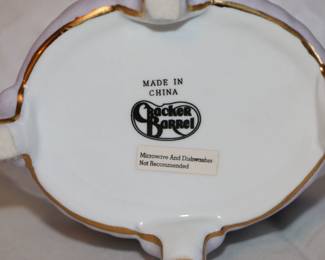 MADE IN
CHINA
Cracker
Barrel
Microwave And Dishwasher
Not Recommended